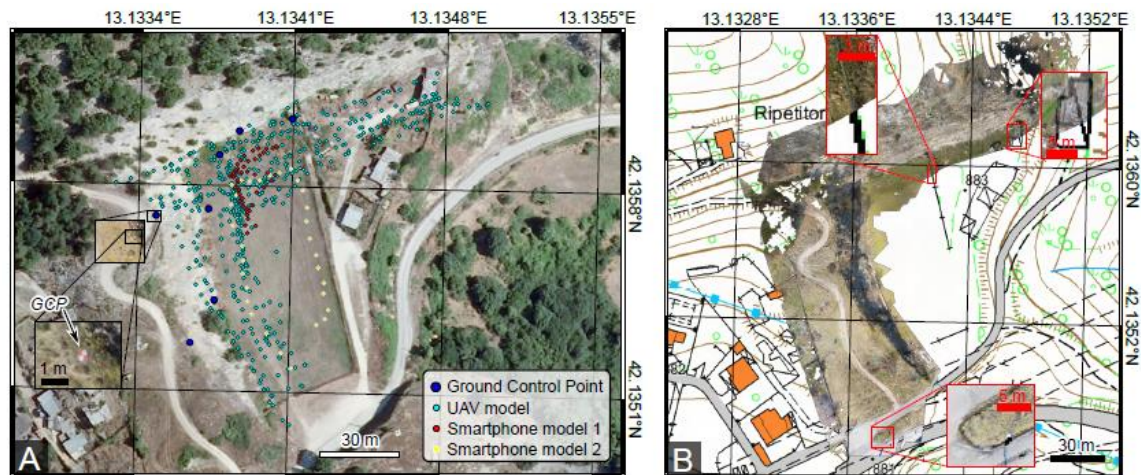 13.1334°E 13.1341°E 13.1348°E 13.1355°E
42.1358°N
42.1351°N
GCP
1 m
Ground Control Point
UAV model
Smartphone model 1
Smartphone model 2
30 m
A
13.1328°E 13.1336°E 13.1344°E 13.1352°E
42.1360°N
42.1352°N
Ripetitor
883
5 m
881
30 m
B